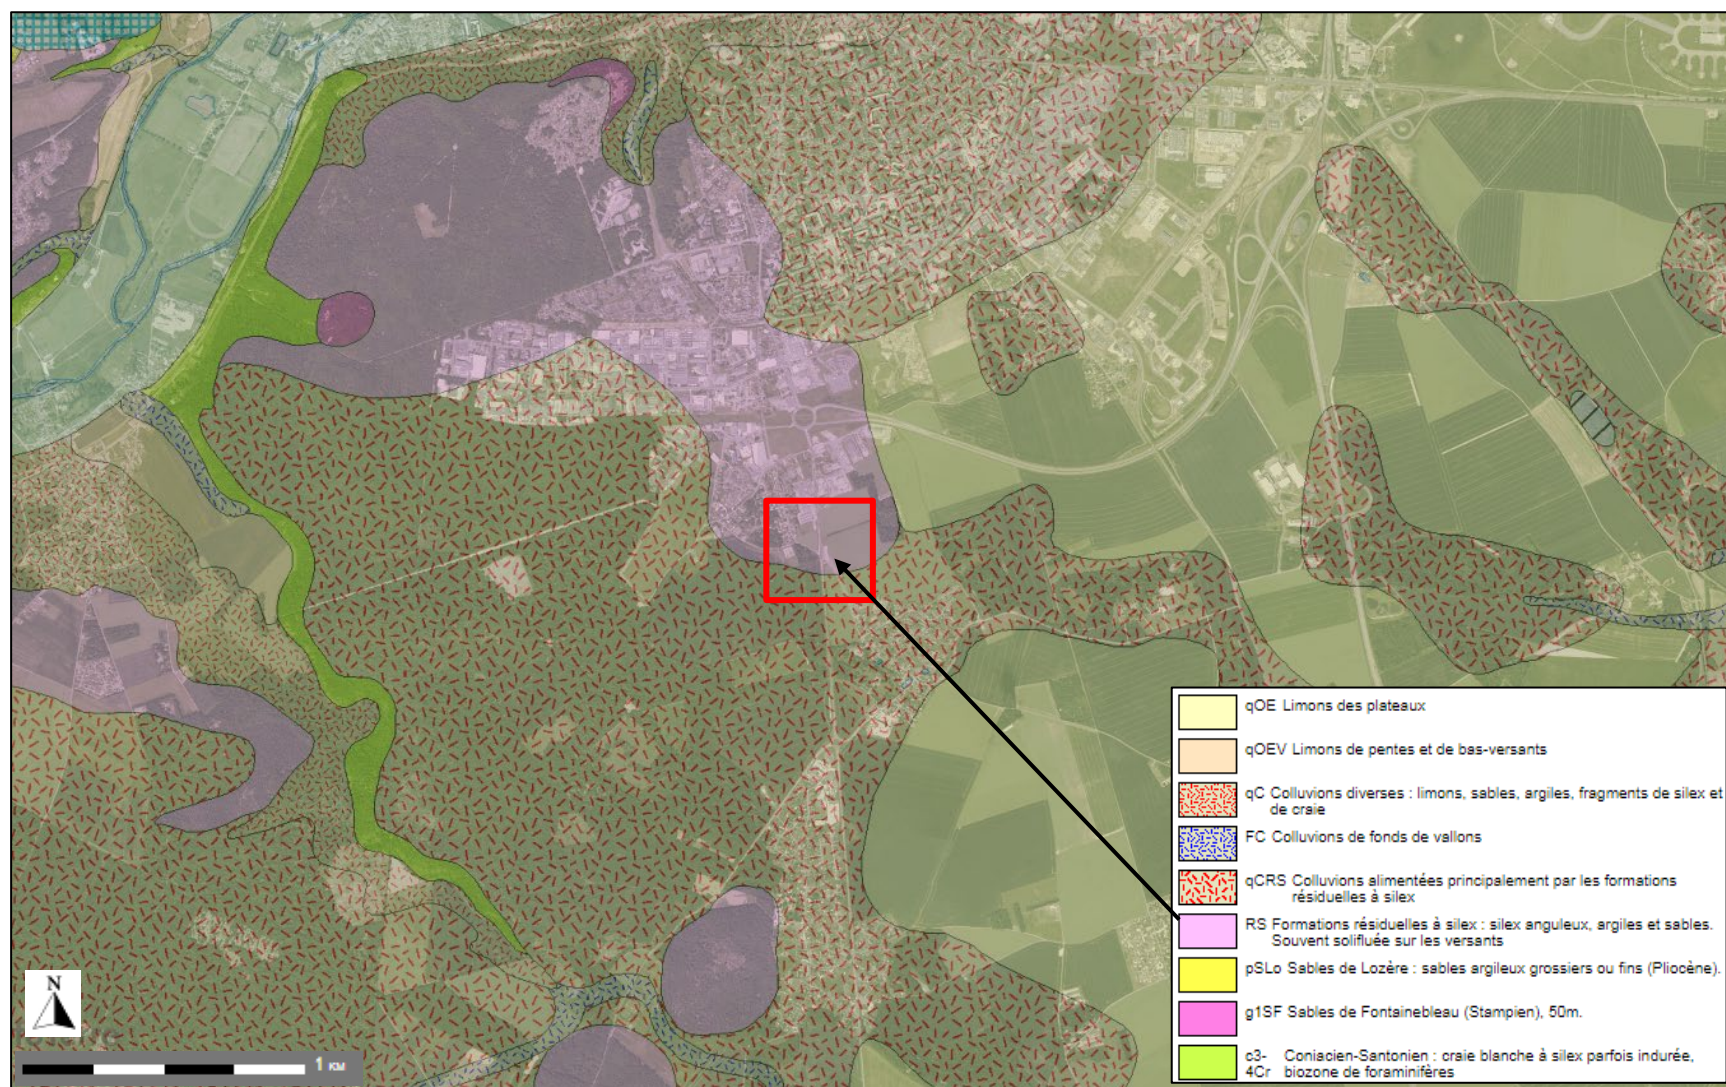 qOE Limons des plateaux
qOEV Limons de pentes et de bas-versants
qC Colluvions diverses : limons, sables, argiles, fragments de silex et
de craie
FC Colluvions de fonds de vallons
qCRS Colluvions alimentées principalement par les formations
résiduelles à silex
RS Formations résiduelles à silex : silex anguleux, argiles et sables.
Souvent solifluée sur les versants
pSLo Sables de Lozère : sables argileux grossiers ou fins (Pliocène).
g1SF Sables de Fontainebleau (Stampien), 50m.
c3- Coniacien-Santonien : craie blanche à silex parfois indurée,
4Cr biozone de foraminifères
N
1 KM